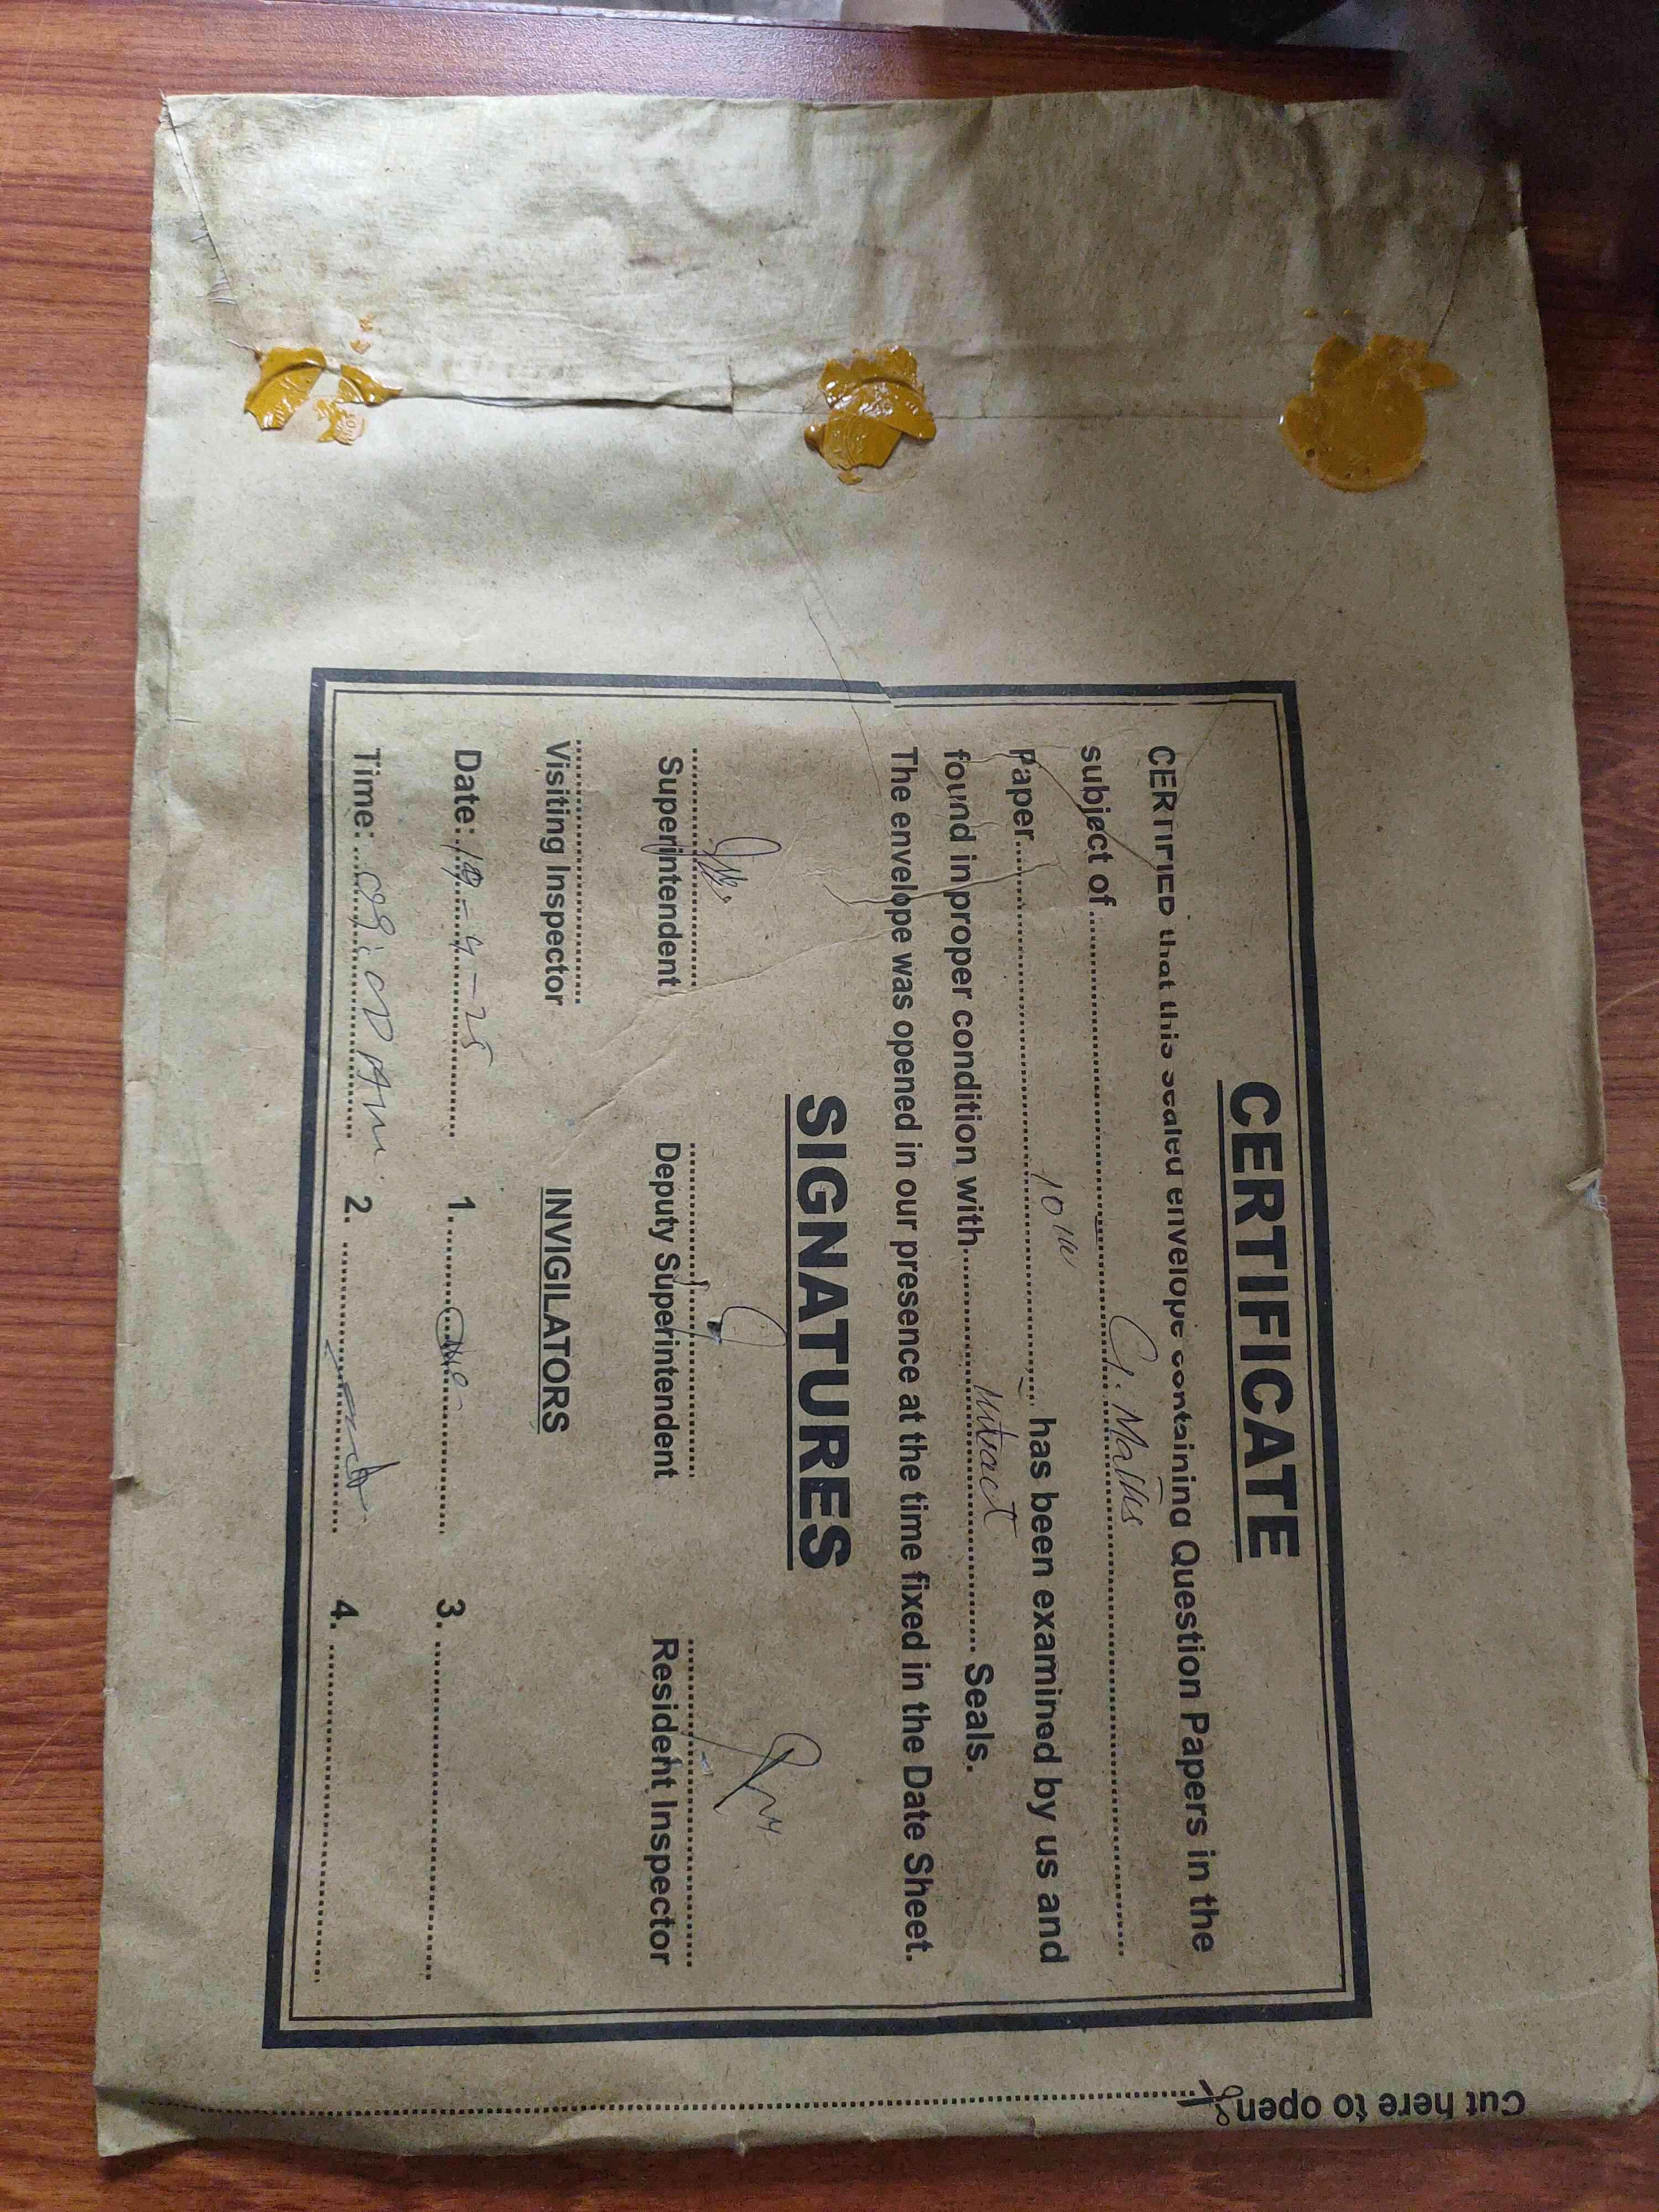 CERTIFICATE
CERTIFIED that this sealed envelope containing Question Papers in the
subject of.......... G. Maths ..........
Paper.......... 10th .......... has been examined by us and
found in proper condition with.......... intact .......... Seals.
The envelope was opened in our presence at the time fixed in the Date Sheet.
SIGNATURES
Superintendent Deputy Superintendent Resident Inspector
Visiting Inspector INVIGILATORS
Date: 19-4-25 1. .......... 3. ..........
Time: .......... 2. .......... 4. ..........
Cut here to open